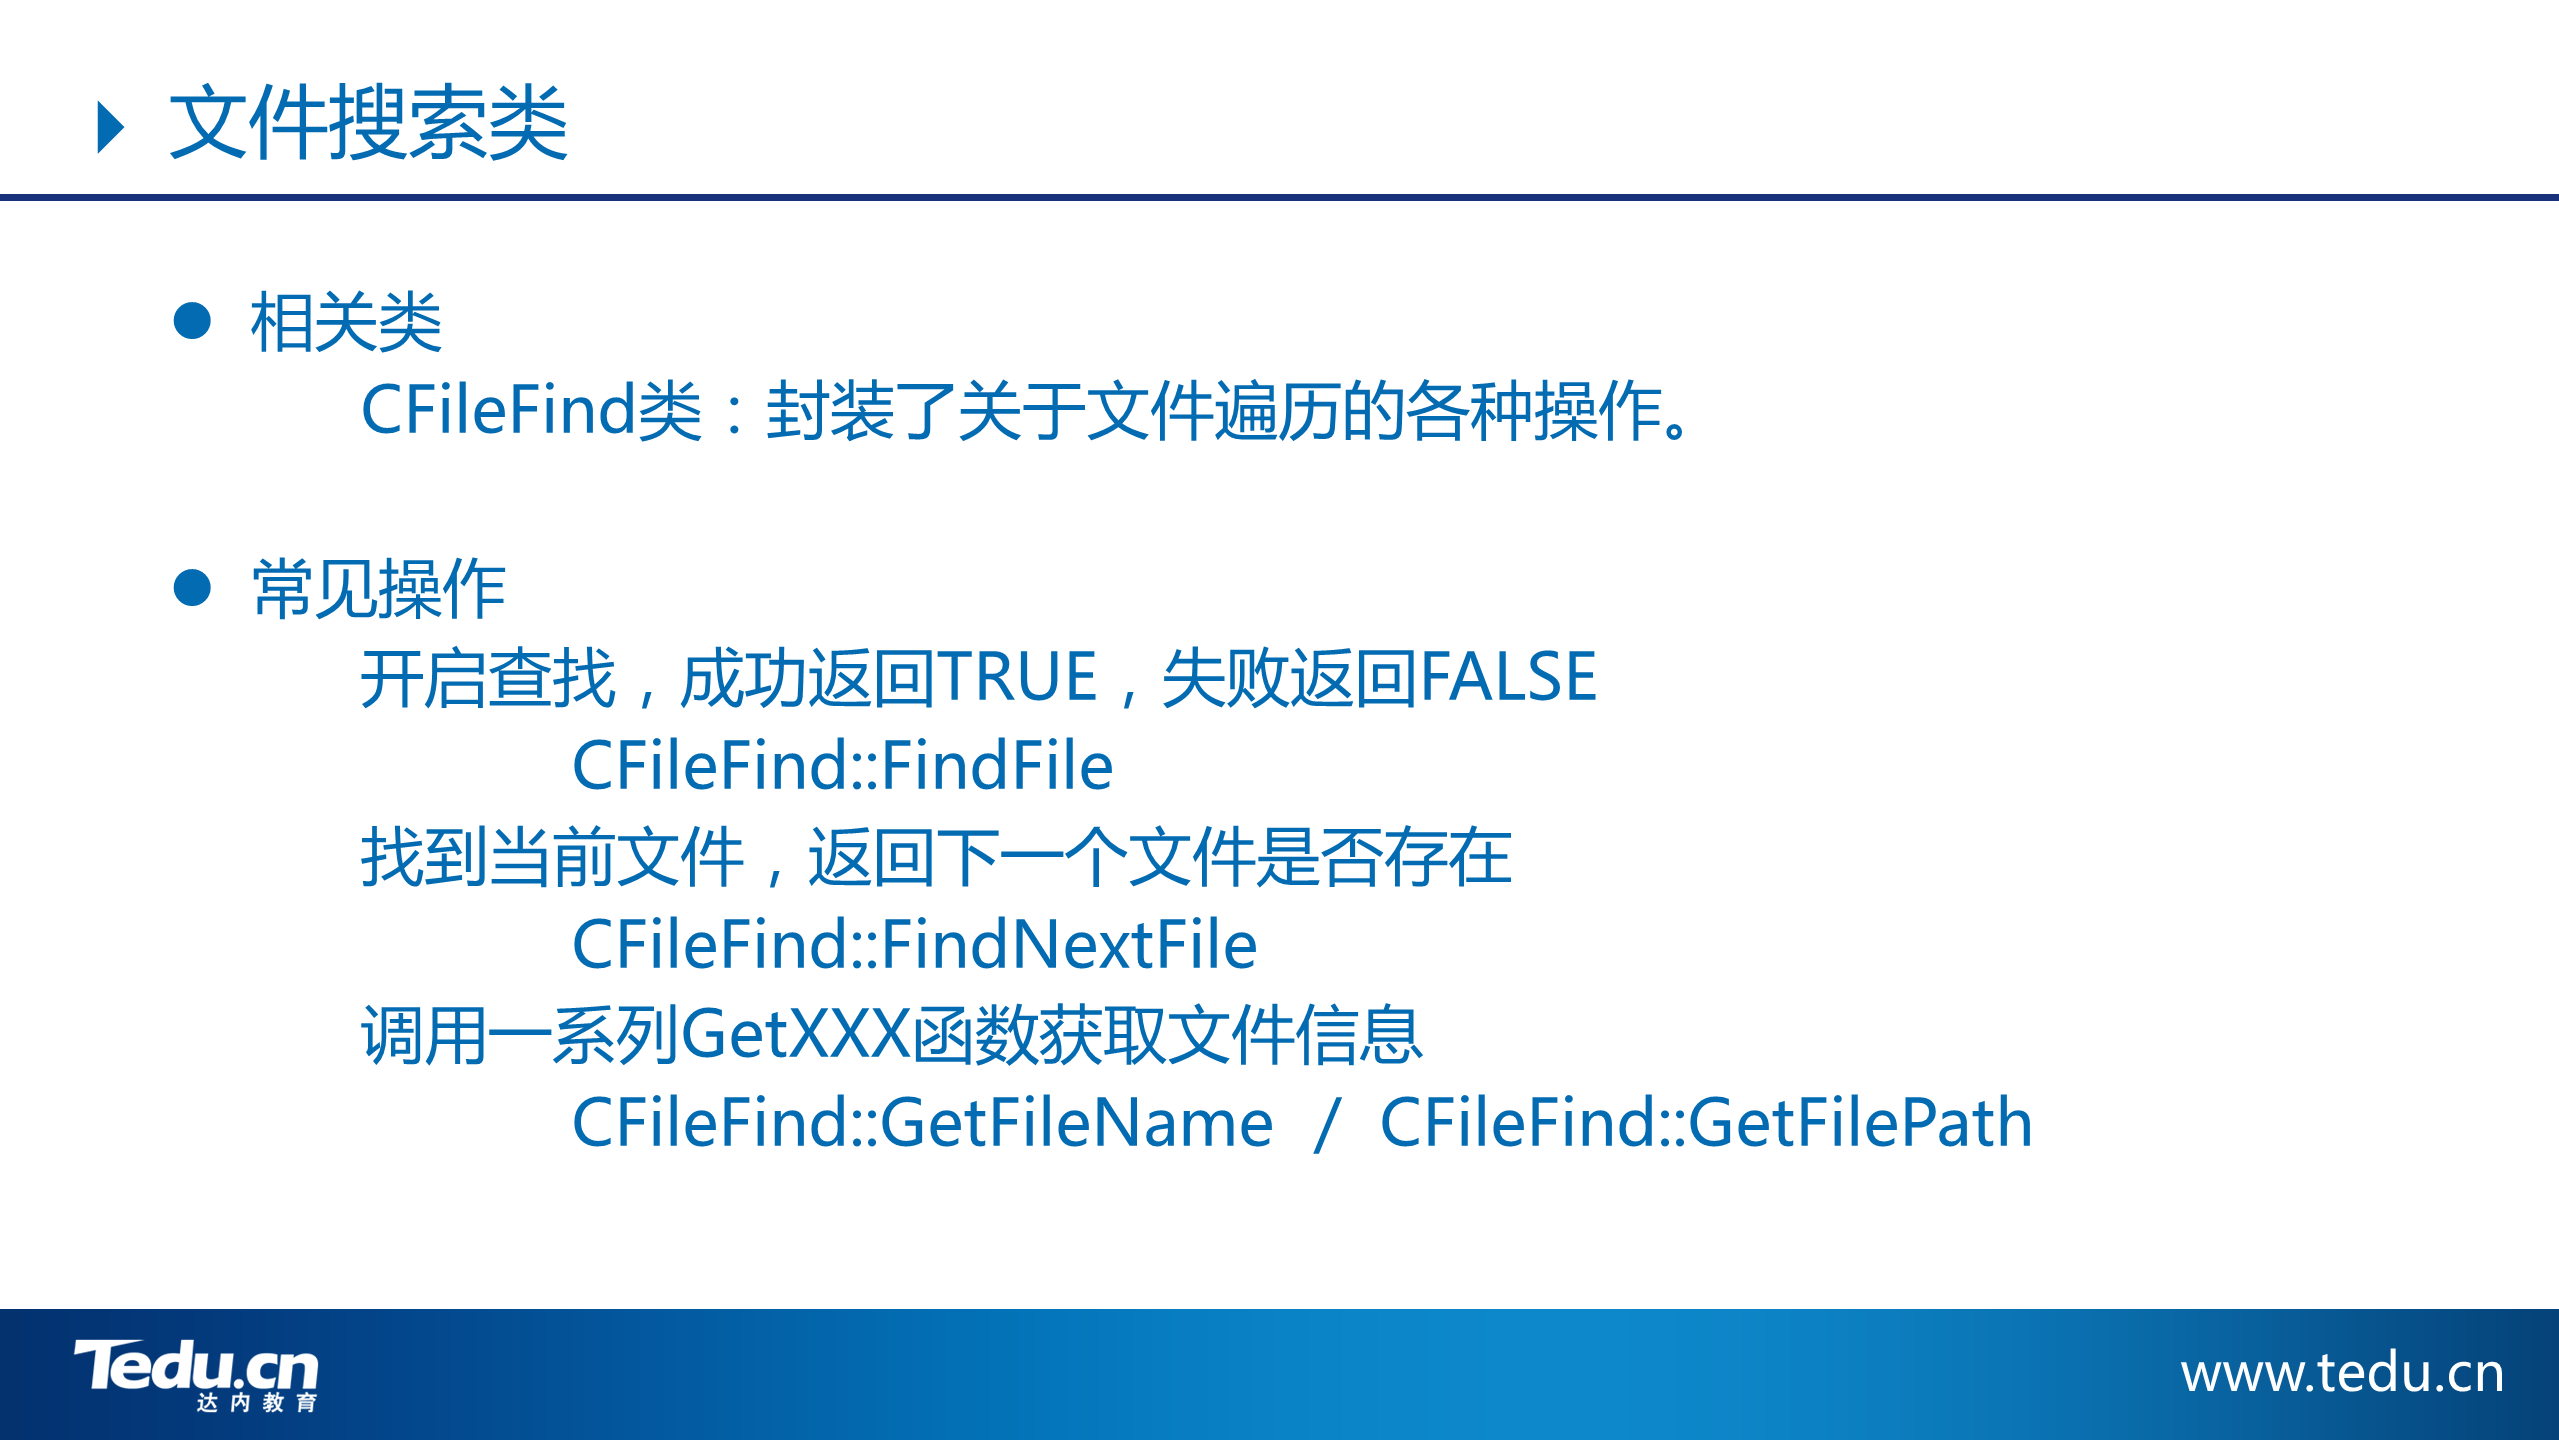 文件搜索类
相关类
CFileFind类：封装了关于文件遍历的各种操作。
常见操作
开启查找，成功返回TRUE，失败返回FALSE
CFileFind::FindFile
找到当前文件，返回下一个文件是否存在
CFileFind::FindNextFile
调用一系列GetXXX函数获取文件信息
CFileFind::GetFileName / CFileFind::GetFilePath
Tedu.cn
达内教育
www.tedu.cn